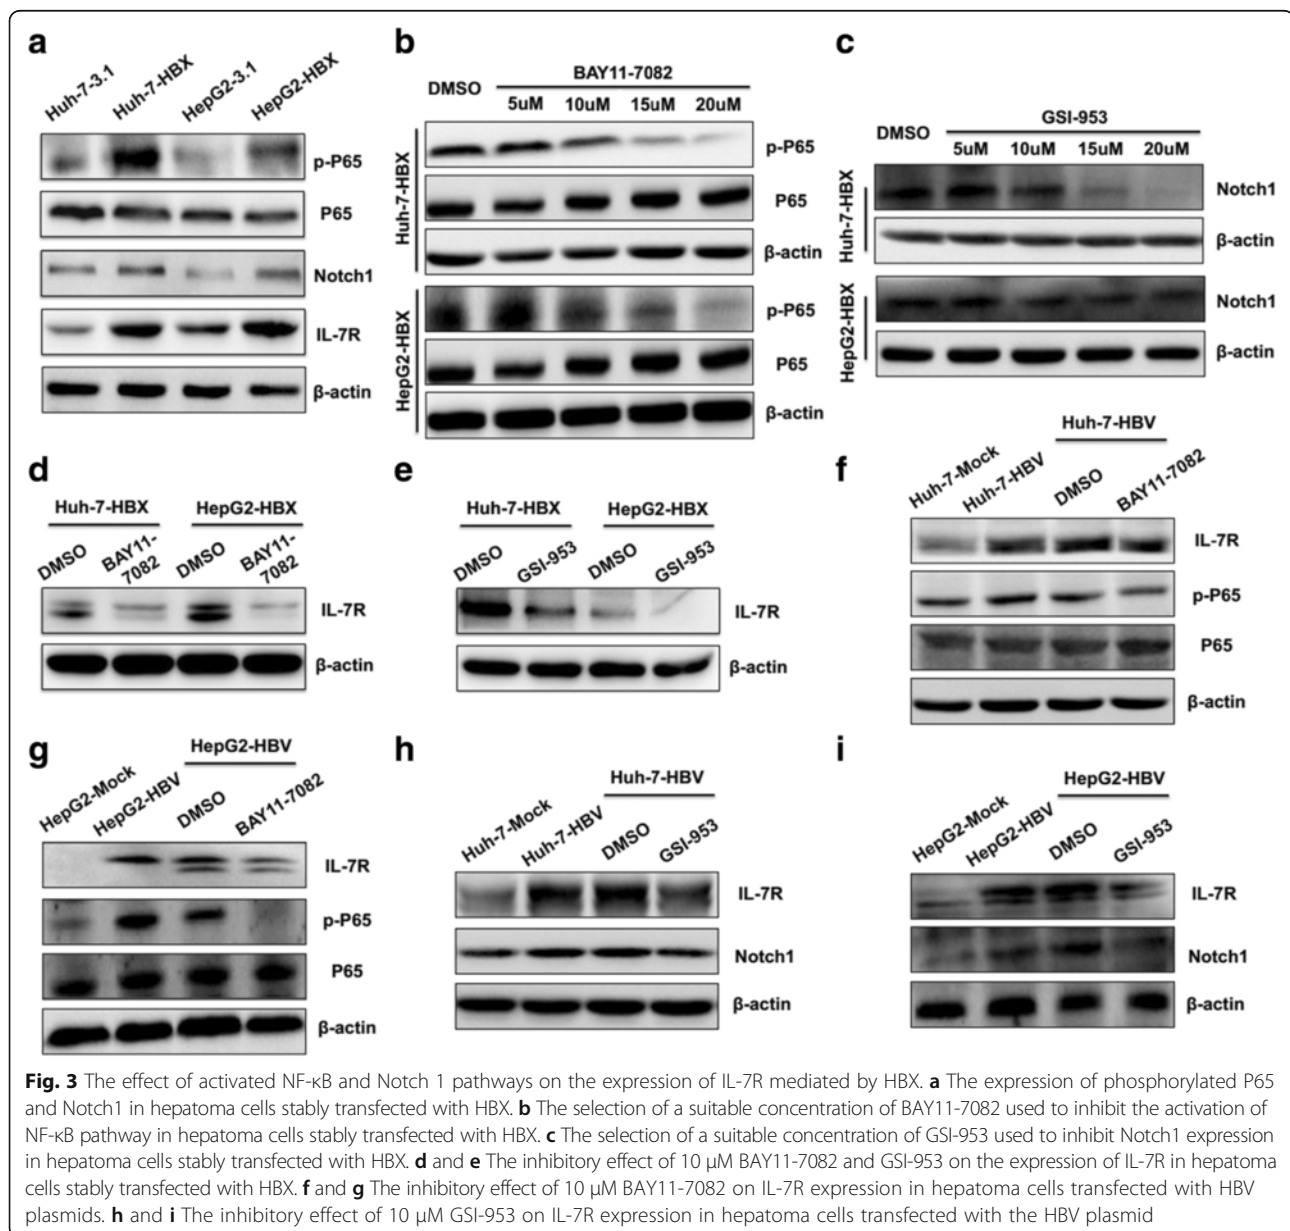 a
Huh-7-3.1 Huh-7-HBX HepG2-3.1 HepG2-HBX
p-P65
P65
Notch1
IL-7R
β-actin
b
BAY11-7082
DMSO
5uM 10uM 15uM 20uM
Huh-7-HBX
p-P65
P65
β-actin
HepG2-HBX
p-P65
P65
β-actin
c
GSI-953
DMSO
5uM 10uM 15uM 20uM
Huh-7-HBX
Notch1
β-actin
HepG2-HBX
Notch1
β-actin
d
Huh-7-HBX HepG2-HBX
DMSO BAY11-7082 DMSO BAY11-7082
IL-7R
β-actin
e
Huh-7-HBX HepG2-HBX
DMSO GSI-953 DMSO GSI-953
IL-7R
β-actin
f
Huh-7-HBV
Huh-7-Mock Huh-7-HBV DMSO BAY11-7082
IL-7R
p-P65
P65
β-actin
g
HepG2-HBV
HepG2-Mock HepG2-HBV DMSO BAY11-7082
IL-7R
p-P65
P65
β-actin
h
Huh-7-HBV
Huh-7-Mock Huh-7-HBV DMSO GSI-953
IL-7R
Notch1
β-actin
i
HepG2-HBV
HepG2-Mock HepG2-HBV DMSO GSI-953
IL-7R
Notch1
β-actin
Fig. 3 The effect of activated NF-κB and Notch 1 pathways on the expression of IL-7R mediated by HBX. a The expression of phosphorylated P65
and Notch1 in hepatoma cells stably transfected with HBX. b The selection of a suitable concentration of BAY11-7082 used to inhibit the activation of
NF-κB pathway in hepatoma cells stably transfected with HBX. c The selection of a suitable concentration of GSI-953 used to inhibit Notch1 expression
in hepatoma cells stably transfected with HBX. d and e The inhibitory effect of 10 μM BAY11-7082 and GSI-953 on the expression of IL-7R in hepatoma
cells stably transfected with HBX. f and g The inhibitory effect of 10 μM BAY11-7082 on IL-7R expression in hepatoma cells transfected with HBV
plasmids. h and i The inhibitory effect of 10 μM GSI-953 on IL-7R expression in hepatoma cells transfected with the HBV plasmid